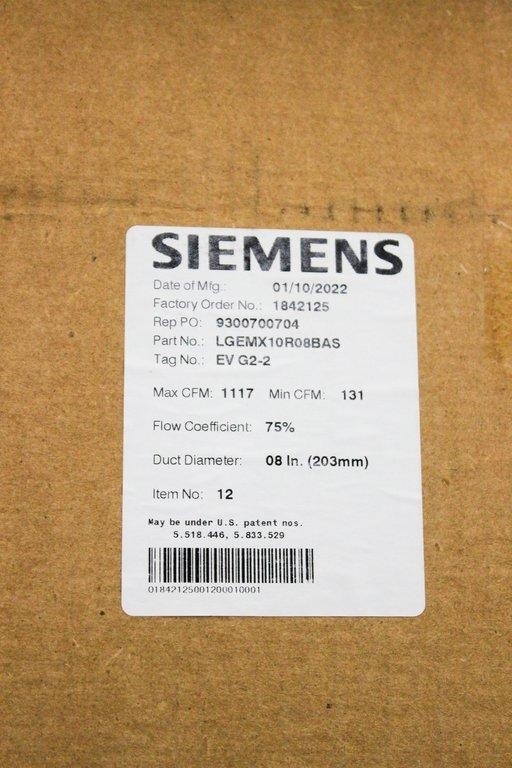 SIEMENS
Date of Mfg.: 01/10/2022
Factory Order No.: 1842125
Rep PO: 9300700704
Part No.: LGEMX10R08BAS
Tag No.: EV G2-2
Max CFM: 1117 Min CFM: 131
Flow Coefficient: 75%
Duct Diameter: 08 In. (203mm)
Item No: 12
May be under U.S. patent nos.
5.518.446, 5.833.529
01842125001200010001